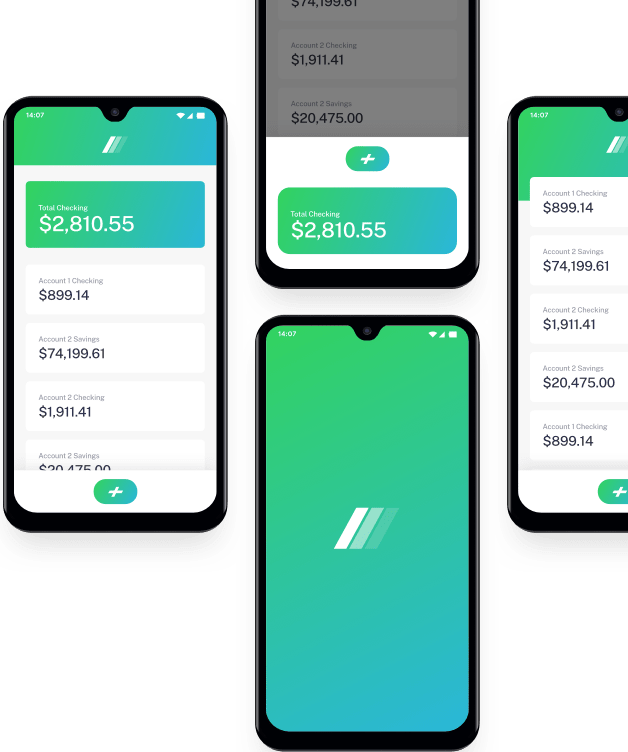 14:07
Total Checking
$2,810.55
Account 1 Checking
$899.14
Account 2 Savings
$74,199.61
Account 2 Checking
$1,911.41
Account 2 Savings
$20,475.00
$74,199.61
Account 2 Checking
$1,911.41
Account 2 Savings
$20,475.00
Total Checking
$2,810.55
14:07
14:07
Account 1 Checking
$899.14
Account 2 Savings
$74,199.61
Account 2 Checking
$1,911.41
Account 2 Savings
$20,475.00
Account 1 Checking
$899.14